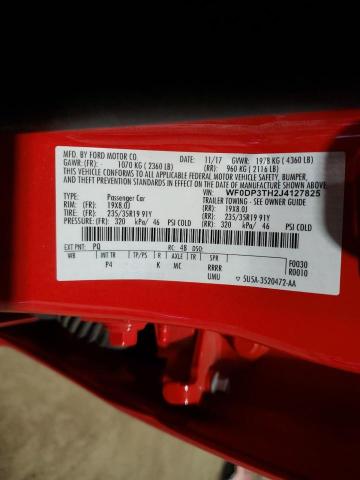 MFD. BY FORD MOTOR CO. 11/17 GVWR: 1978 KG (4360 LB)
GAWR: (FR): - 1070 KG (2360 LB) (RR): 960 KG (2116 LB)
THIS VEHICLE CONFORMS TO ALL APPLICABLE FEDERAL MOTOR VEHICLE SAFETY, BUMPER,
AND THEFT PREVENTION STANDARDS IN EFFECT ON THE DATE OF MANUFACTURE SHOWN ABOVE.
VIN: WF0DP3TH2J4127825
TYPE: Passenger Car TRAILER TOWING - SEE OWNER GUIDE
RIM: (FR) 19X8.0J (RR) 19X8.0J
TIRE: 235/35R19 91Y 235/35R19 91Y
PRESSURE: (FR) 320 kPa/ 46 PSI COLD (RR) 320 kPa/ 46 PSI COLD
EXT PNT: PQ RC: 48 DSO:
WB INT TR TP/PS R AXLE TR SPR F0030
P4 K MC RRRR R0010
UMU 5U5A-3520472-AA